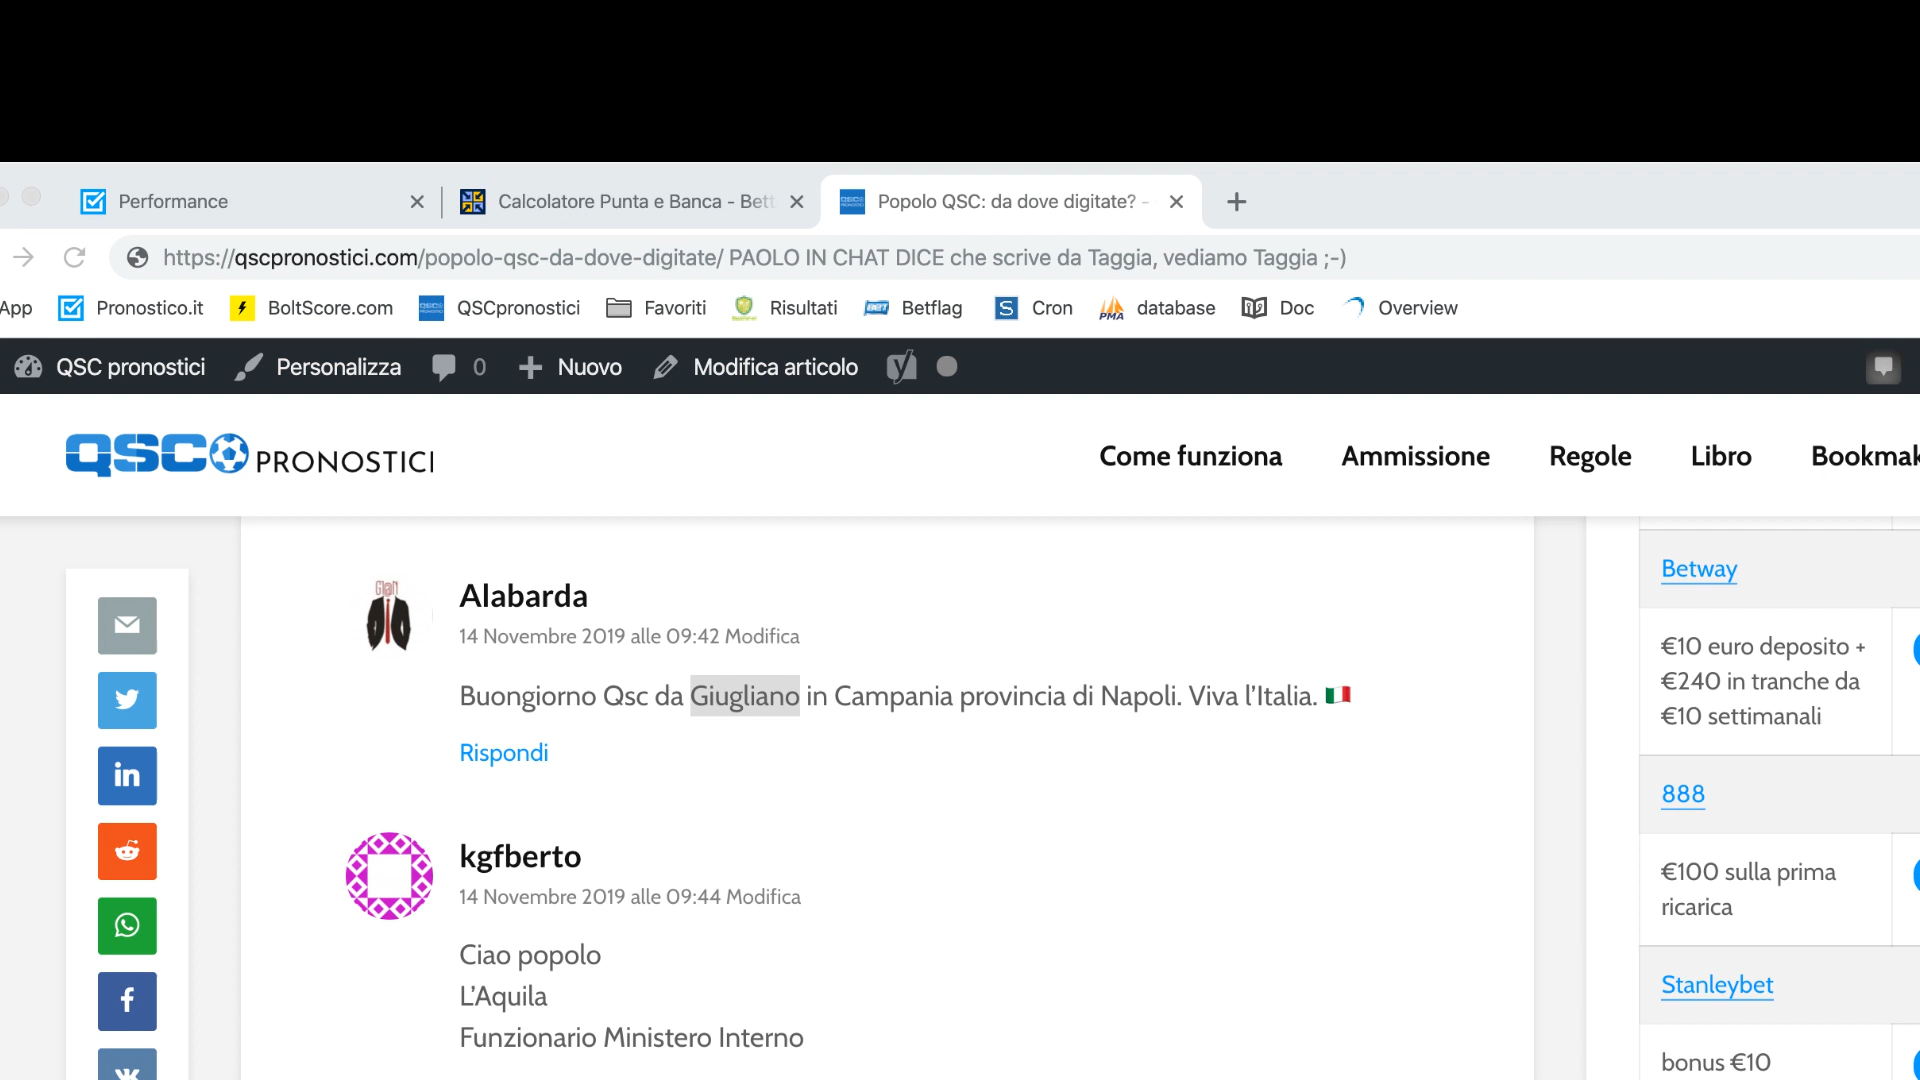 Performance
Calcolatore Punta e Banca - Bett
Popolo QSC: da dove digitate? -
https://qscpronostici.com/popolo-qsc-da-dove-digitate/ PAOLO IN CHAT DICE che scrive da Taggia, vediamo Taggia ;-)
App Pronostico.it BoltScore.com QSCpronostici Favoriti Risultati Betflag Cron database Doc Overview
QSC pronostici Personalizza 0 Nuovo Modifica articolo
QSC PRONOSTICI
Come funziona Ammissione Regole Libro Bookmak
Alabarda
14 Novembre 2019 alle 09:42 Modifica
Buongiorno Qsc da Giugliano in Campania provincia di Napoli. Viva l’Italia. 🇮🇹
Rispondi
kgfberto
14 Novembre 2019 alle 09:44 Modifica
Ciao popolo
L’Aquila
Funzionario Ministero Interno
Betway
€10 euro deposito +
€240 in tranche da
€10 settimanali
888
€100 sulla prima
ricarica
Stanleybet
bonus €10